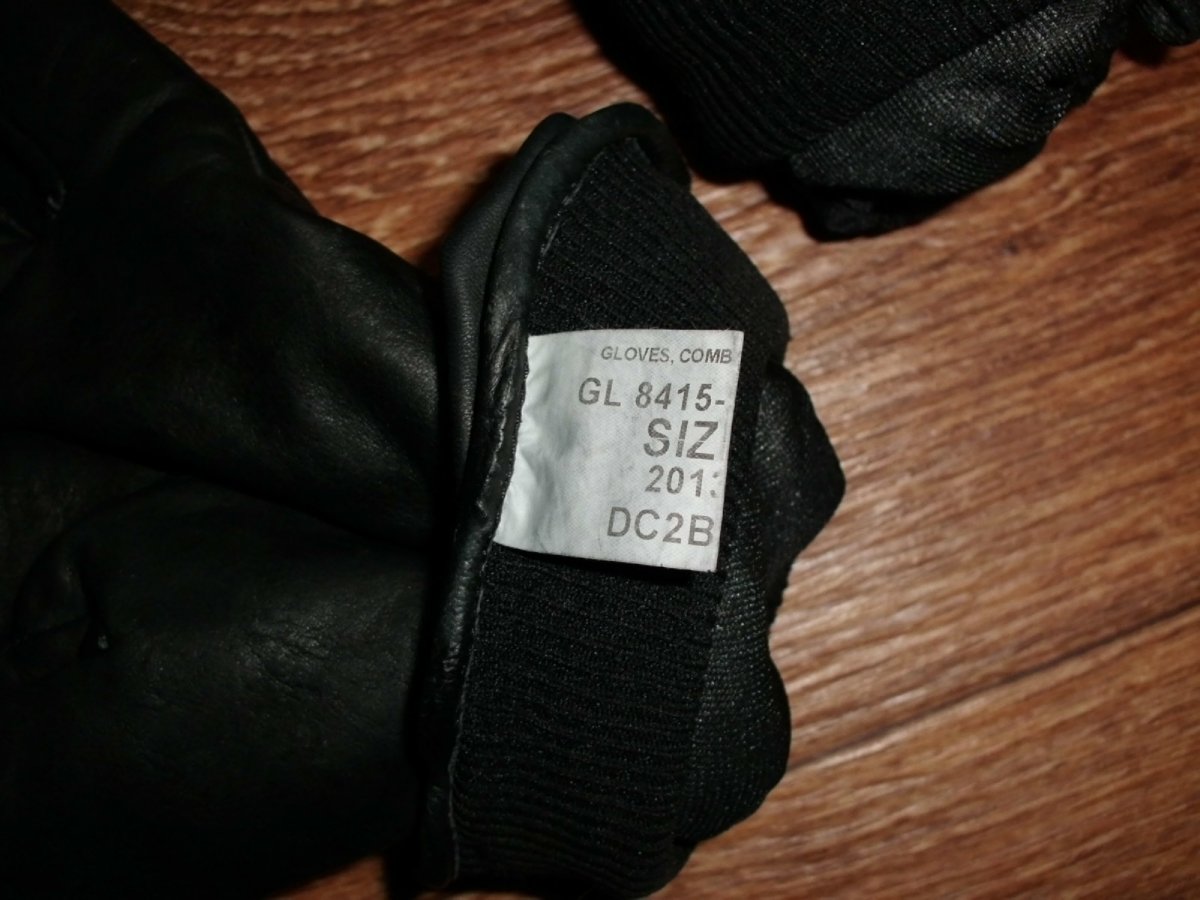 GLOVES, COMB
GL 8415-
SIZ
201:
DC2B